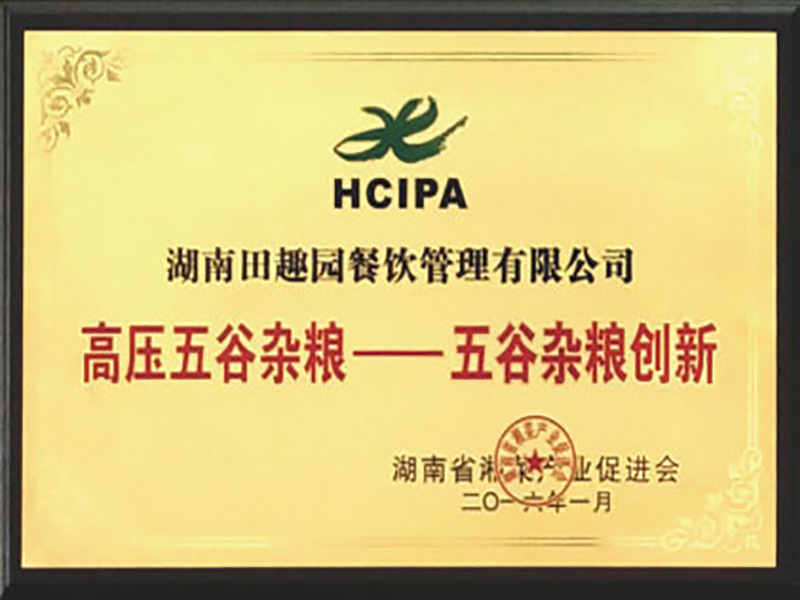 HCIPA
湖南田趣园餐饮管理有限公司
高压五谷杂粮——五谷杂粮创新
湖南省湘菜产业促进会
二〇一六年一月